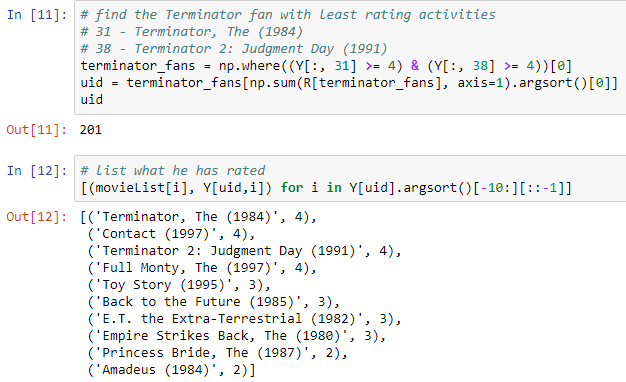 In [11]: # find the Terminator fan with least rating activities
# 31 - Terminator, The (1984)
# 38 - Terminator 2: Judgment Day (1991)
terminator_fans = np.where((Y[:, 31] >= 4) & (Y[:, 38] >= 4))[0]
uid = terminator_fans[np.sum(R[terminator_fans], axis=1).argsort()[0]]
uid
Out[11]: 201
In [12]: # list what he has rated
[(movieList[i], Y[uid,i]) for i in Y[uid].argsort()[-10:][::-1]]
Out[12]: [('Terminator, The (1984)', 4),
('Contact (1997)', 4),
('Terminator 2: Judgment Day (1991)', 4),
('Full Monty, The (1997)', 4),
('Toy Story (1995)', 3),
('Back to the Future (1985)', 3),
('E.T. the Extra-Terrestrial (1982)', 3),
('Empire Strikes Back, The (1980)', 3),
('Princess Bride, The (1987)', 2),
('Amadeus (1984)', 2)]